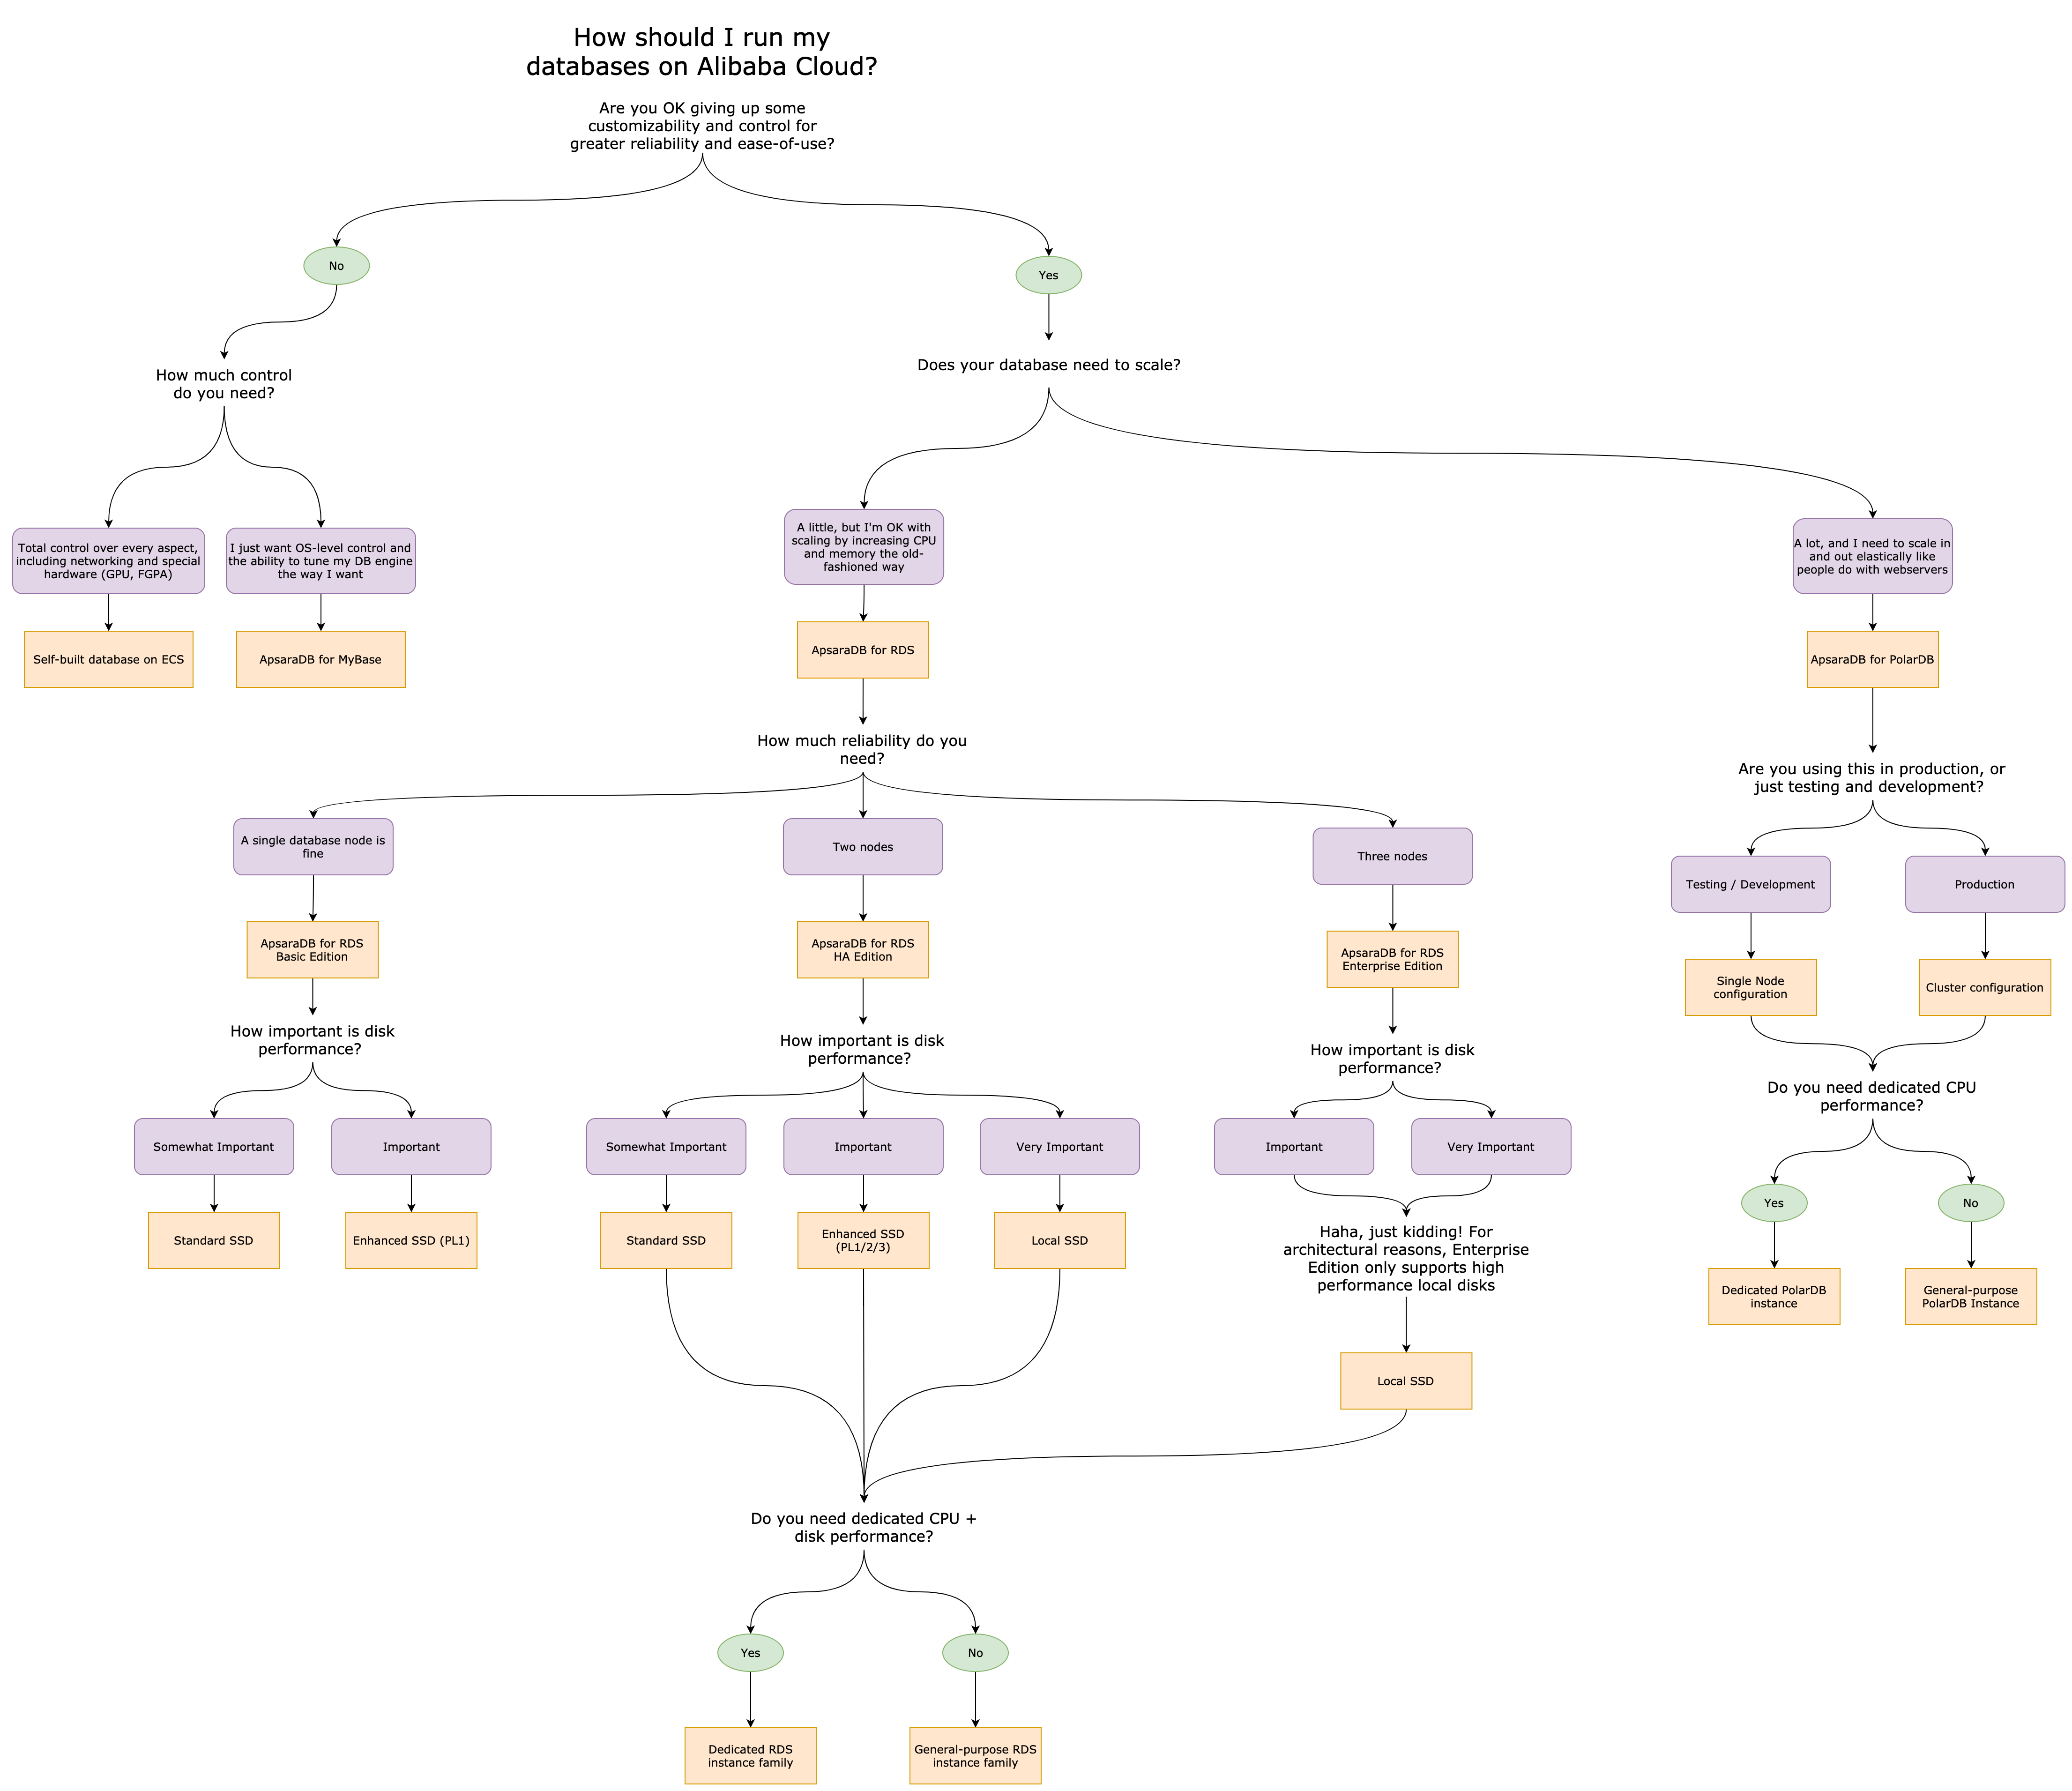 How should I run my
databases on Alibaba Cloud?
Are you OK giving up some
customizability and control for
greater reliability and ease-of-use?
No
Yes
How much control
do you need?
Does your database need to scale?
Total control over every aspect,
including networking and special
hardware (GPU, FGPA)
I just want OS-level control and
the ability to tune my DB engine
the way I want
A little, but I'm OK with
scaling by increasing CPU
and memory the old-
fashioned way
A lot, and I need to scale in
and out elastically like
people do with webservers
Self-built database on ECS
ApsaraDB for MyBase
ApsaraDB for RDS
ApsaraDB for PolarDB
How much reliability do you
need?
Are you using this in production, or
just testing and development?
A single database node is
fine
Two nodes
Three nodes
Testing / Development
Production
ApsaraDB for RDS
Basic Edition
ApsaraDB for RDS
HA Edition
ApsaraDB for RDS
Enterprise Edition
Single Node
configuration
Cluster configuration
How important is disk
performance?
How important is disk
performance?
How important is disk
performance?
Do you need dedicated CPU
performance?
Somewhat Important
Important
Somewhat Important
Important
Very Important
Important
Very Important
Yes
No
Standard SSD
Enhanced SSD (PL1)
Standard SSD
Enhanced SSD
(PL1/2/3)
Local SSD
Haha, just kidding! For
architectural reasons, Enterprise
Edition only supports high
performance local disks
Dedicated PolarDB
instance
General-purpose
PolarDB Instance
Local SSD
Do you need dedicated CPU +
disk performance?
Yes
No
Dedicated RDS
instance family
General-purpose RDS
instance family